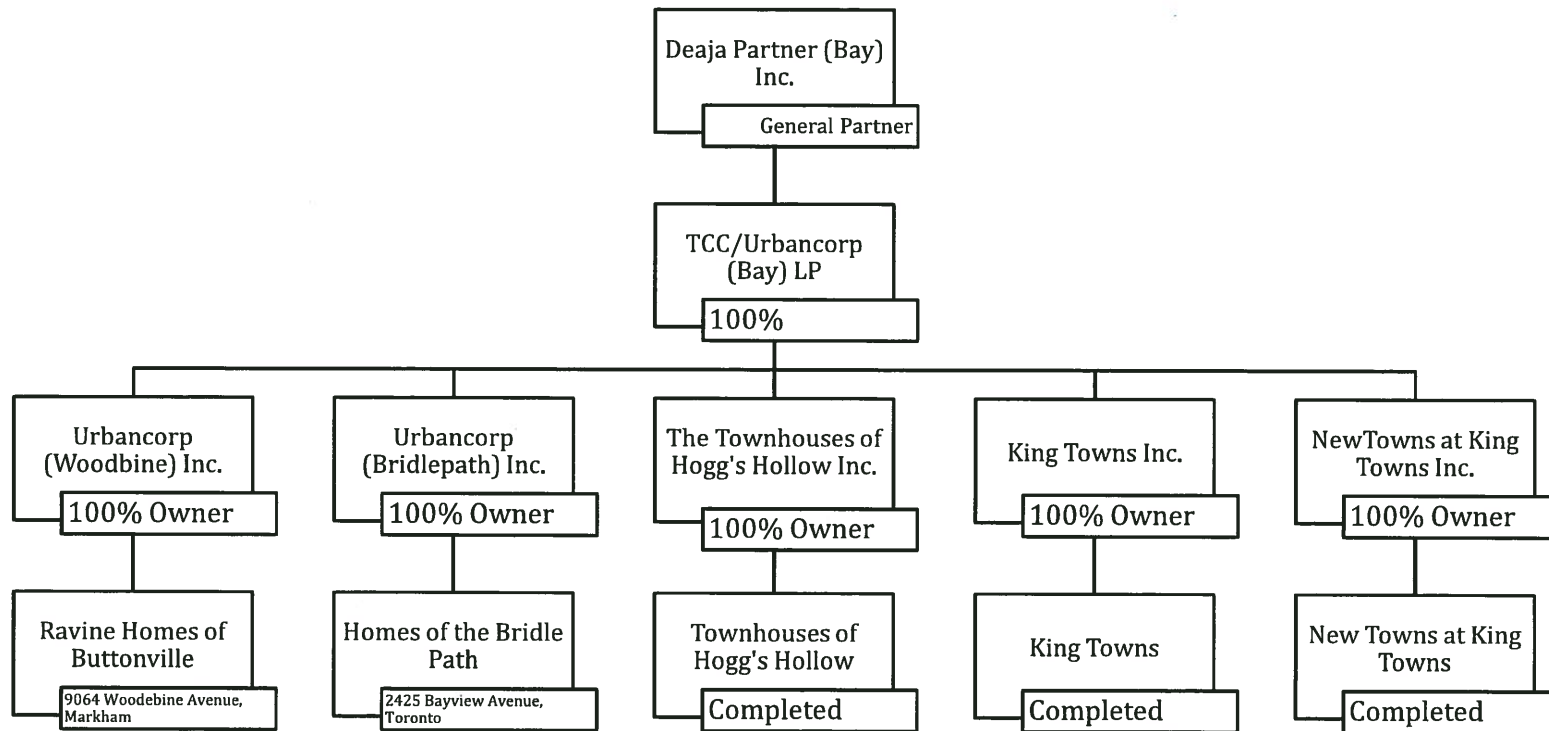 Deaja Partner (Bay)
Inc.
General Partner
TCC/Urbancorp
(Bay) LP
100%
Urbancorp
(Woodbine) Inc.
100% Owner
Urbancorp
(Bridlepath) Inc.
100% Owner
The Townhouses of
Hogg's Hollow Inc.
100% Owner
King Towns Inc.
100% Owner
NewTowns at King
Towns Inc.
100% Owner
Ravine Homes of
Buttonville
9064 Woodebine Avenue,
Markham
Homes of the Bridle
Path
2425 Bayview Avenue,
Toronto
Townhouses of
Hogg's Hollow
Completed
King Towns
Completed
New Towns at King
Towns
Completed